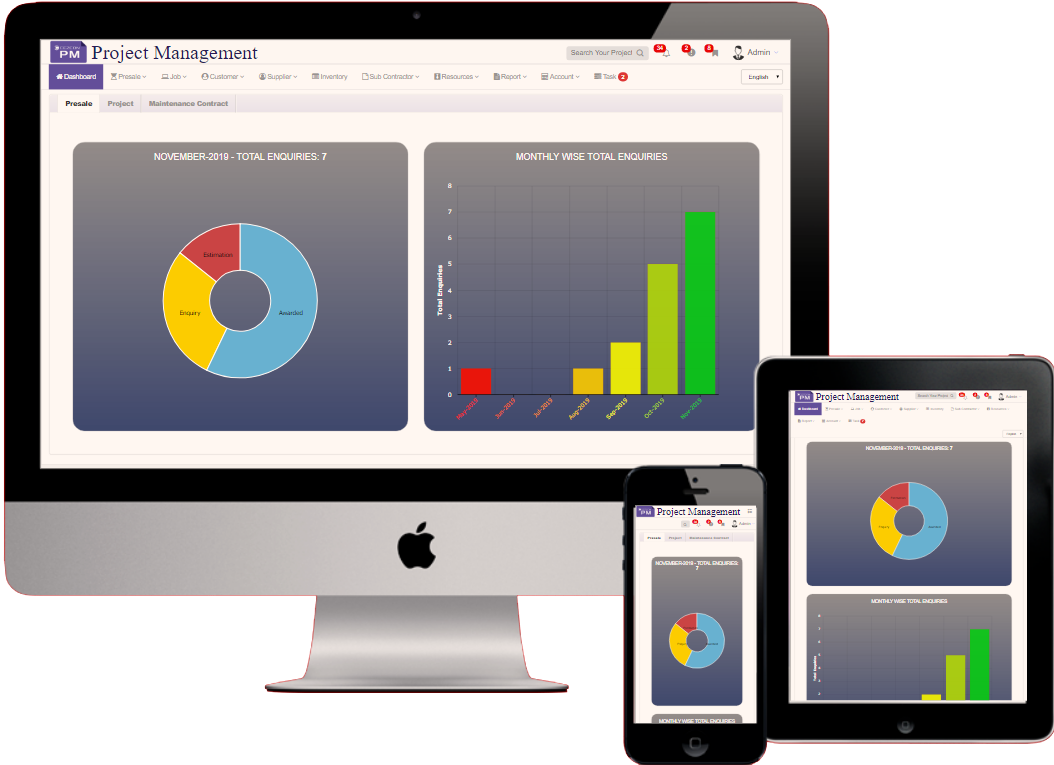 PM Project Management
Search Your Project 34 2 8 Admin
Dashboard Presale Job Customer Supplier Inventory Sub Contractor Resources Report Account Task 2 English
Presale Project Maintenance Contract
NOVEMBER-2019 - TOTAL ENQUIRIES: 7
Estimation
Enquiry
Awarded
MONTHLY WISE TOTAL ENQUIRIES
8
7
6
5
4
3
2
1
0
Total Enquiries
May-2019 Jun-2019 Jul-2019 Aug-2019 Sep-2019 Oct-2019 Nov-2019
PM Project Management
Admin
Presale Project Maintenance Contract
NOVEMBER-2019 - TOTAL ENQUIRIES:
7
MONTHLY WISE TOTAL ENQUIRIES
PM Project Management
Search Your Project Admin
Dashboard
NOVEMBER-2019 - TOTAL ENQUIRIES: 7
Enquiry
Awarded
MONTHLY WISE TOTAL ENQUIRIES
Total Enquiries